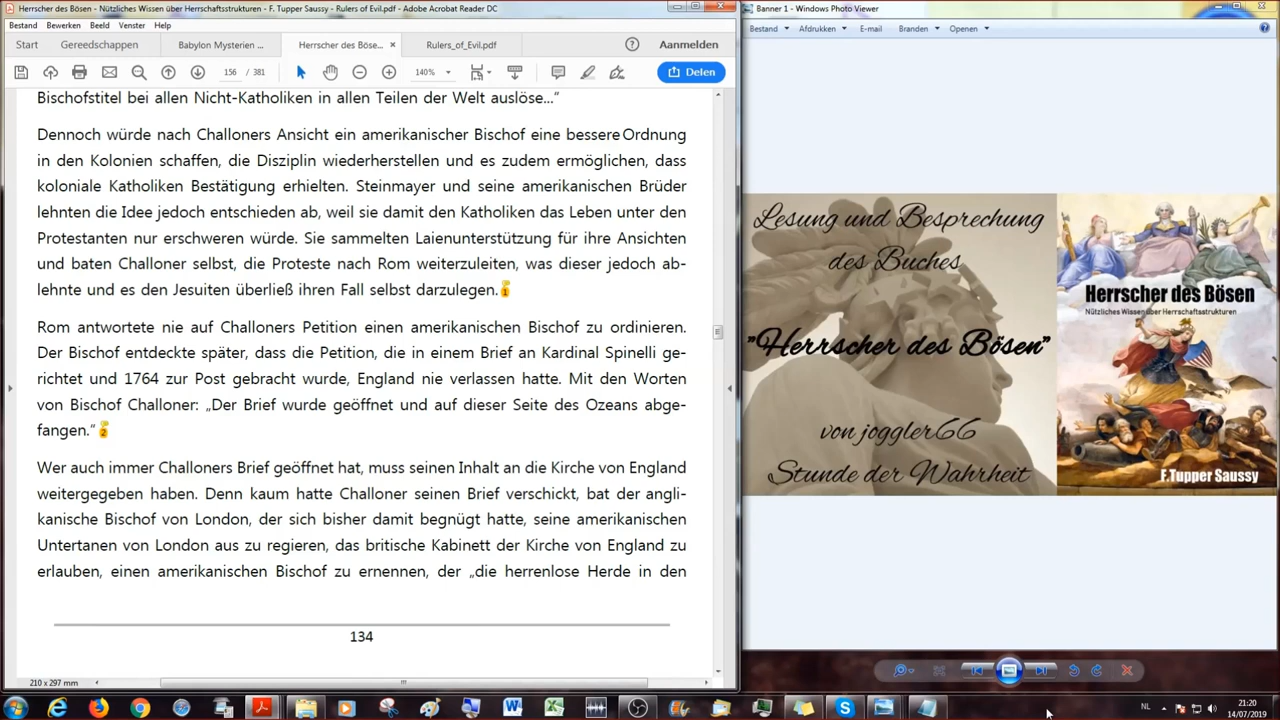 Herrscher des Bösen - Nützliches Wissen über Herrschaftsstrukturen - F. Tupper Saussy - Rulers of Evil.pdf - Adobe Acrobat Reader DC
Bestand Bewerken Beeld Venster Help
Start Gereedschappen Babylon Mysterien ... Herrscher des Böse... × Rulers_of_Evil.pdf Aanmelden
156 / 381 140% Delen
Bischofstitel bei allen Nicht-Katholiken in allen Teilen der Welt auslöse...“
Dennoch würde nach Challoners Ansicht ein amerikanischer Bischof eine bessere Ordnung
in den Kolonien schaffen, die Disziplin wiederherstellen und es zudem ermöglichen, dass
koloniale Katholiken Bestätigung erhielten. Steinmayer und seine amerikanischen Brüder
lehnten die Idee jedoch entschieden ab, weil sie damit den Katholiken das Leben unter den
Protestanten nur erschweren würde. Sie sammelten Laienunterstützung für ihre Ansichten
und baten Challoner selbst, die Proteste nach Rom weiterzuleiten, was dieser jedoch ab-
lehnte und es den Jesuiten überließ ihren Fall selbst darzulegen. 1
Rom antwortete nie auf Challoners Petition einen amerikanischen Bischof zu ordinieren.
Der Bischof entdeckte später, dass die Petition, die in einem Brief an Kardinal Spinelli ge-
richtet und 1764 zur Post gebracht wurde, England nie verlassen hatte. Mit den Worten
von Bischof Challoner: „Der Brief wurde geöffnet und auf dieser Seite des Ozeans abge-
fangen.“ 2
Wer auch immer Challoners Brief geöffnet hat, muss seinen Inhalt an die Kirche von England
weitergegeben haben. Denn kaum hatte Challoner seinen Brief verschickt, bat der angli-
kanische Bischof von London, der sich bisher damit begnügt hatte, seine amerikanischen
Untertanen von London aus zu regieren, das britische Kabinett der Kirche von England zu
erlauben, einen amerikanischen Bischof zu ernennen, der „die herrenlose Herde in den
134
210 x 297 mm
Banner 1 - Windows Photo Viewer
Bestand Afdrukken E-mail Branden Openen
Lesung und Besprechung
des Buches
"Herrscher des Bösen"
von joggler66
Stunde der Wahrheit
Herrscher des Bösen
Nützliches Wissen über Herrschaftsstrukturen
F.Tupper Saussy
NL
21:20
14/07/2019